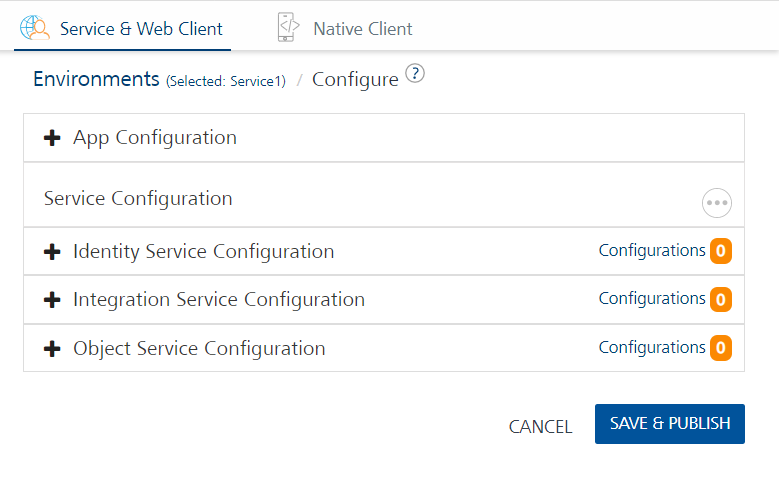 Service & Web Client Native Client
Environments (Selected: Service1) / Configure ?
App Configuration
Service Configuration
Identity Service Configuration Configurations 0
Integration Service Configuration Configurations 0
Object Service Configuration Configurations 0
CANCEL SAVE & PUBLISH